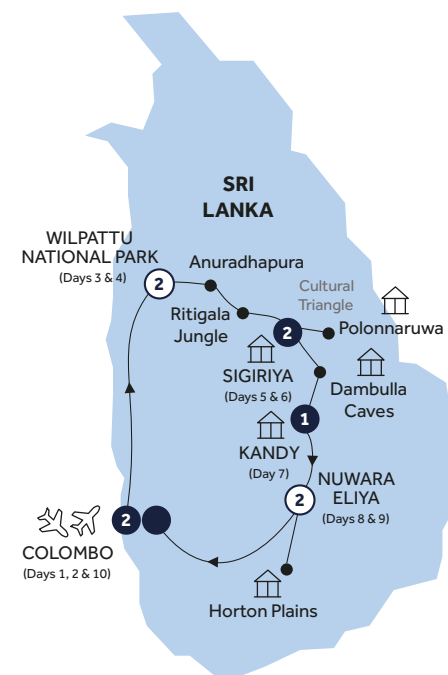 SRI
LANKA
WILPATTU
NATIONAL PARK
(Days 3 & 4)
2
Anuradhapura
Ritigala
Jungle
Cultural
Triangle
2
Polonnaruwa
SIGIRIYA
(Days 5 & 6)
Dambulla
Caves
1
KANDY
(Day 7)
2
NUWARA
ELIYA
(Days 8 & 9)
2
COLOMBO
(Days 1, 2 & 10)
Horton Plains